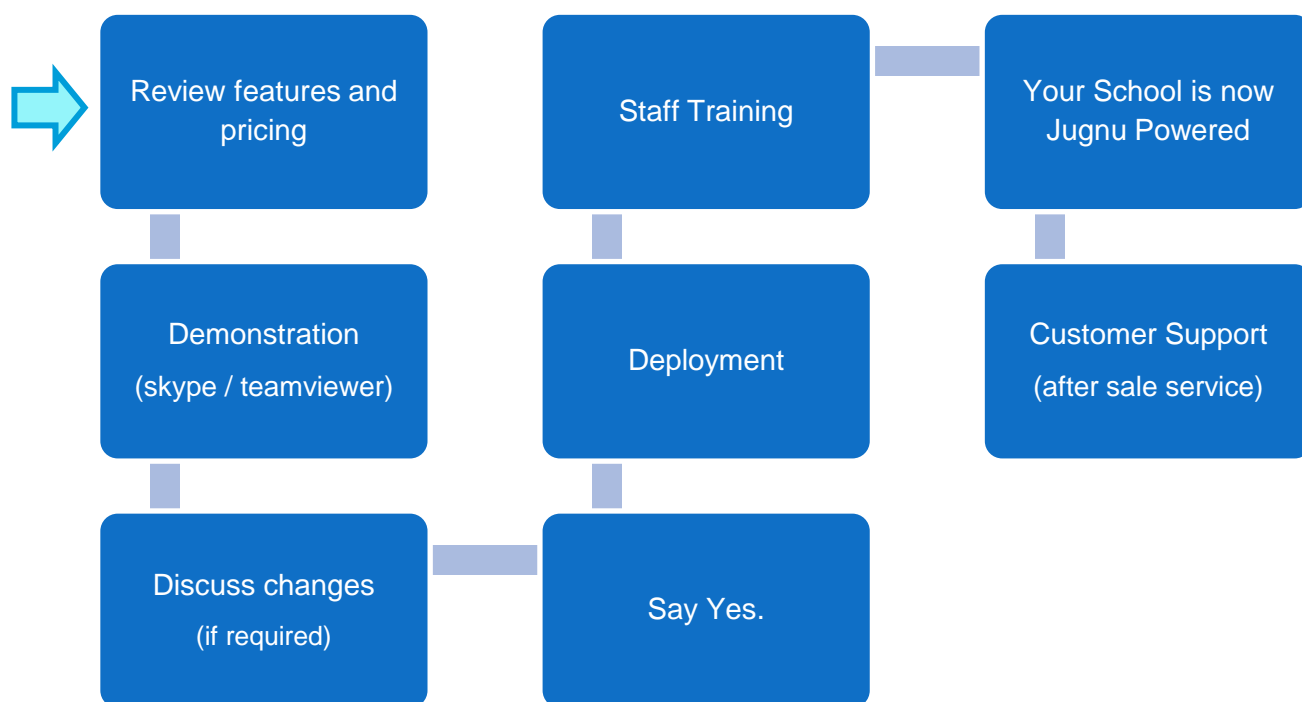 Review features and
pricing
Demonstration
(skype / teamviewer)
Discuss changes
(if required)
Say Yes.
Deployment
Staff Training
Your School is now
Jugnu Powered
Customer Support
(after sale service)